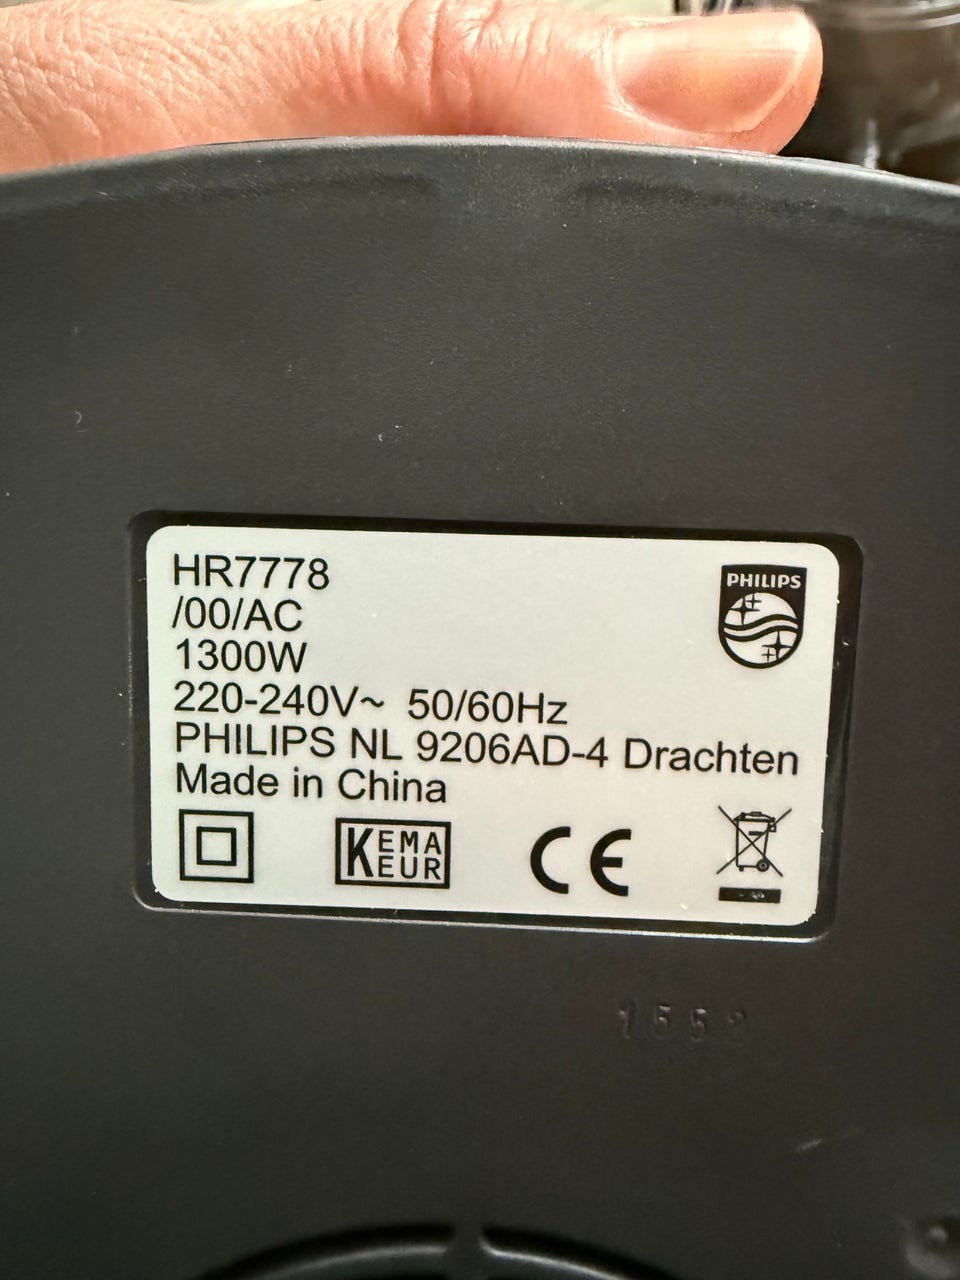 HR7778
/00/AC
1300W
220-240V~ 50/60Hz
PHILIPS NL 9206AD-4 Drachten
Made in China
PHILIPS
KEMA
KEUR
CE